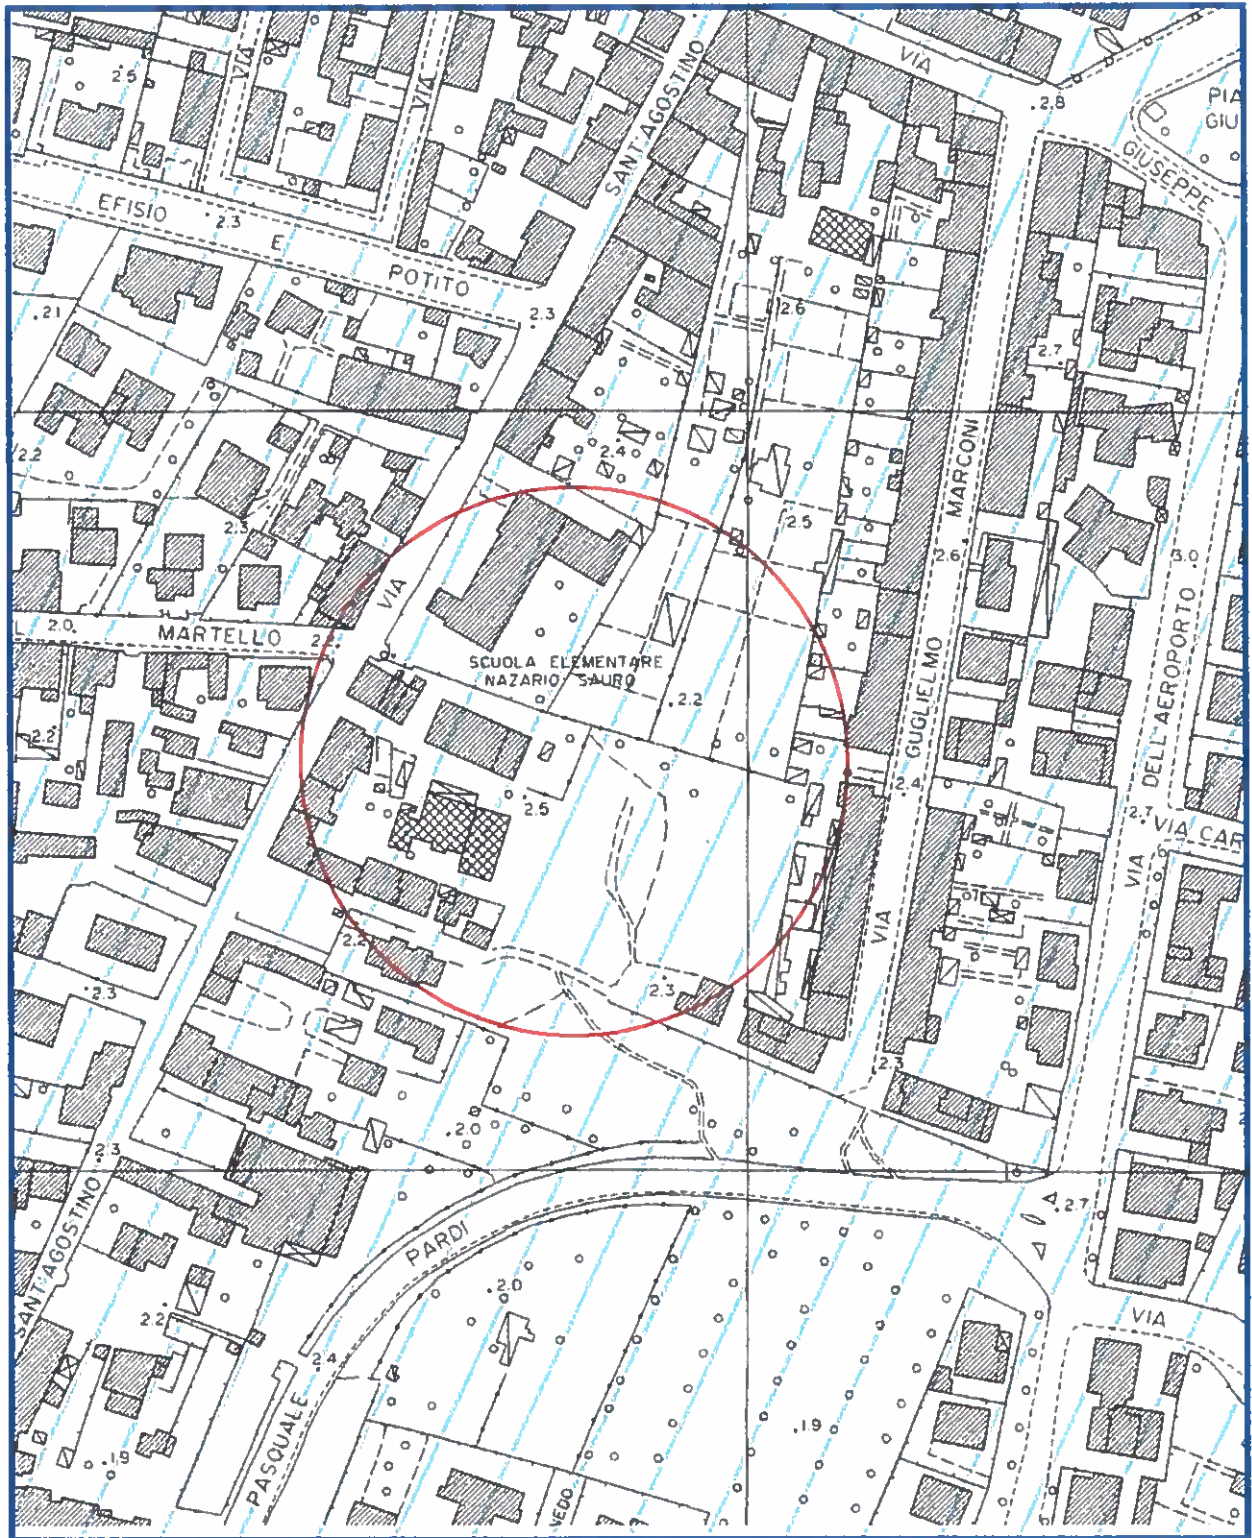 VIA
VIA
SANT'AGOSTINO
VIA
2.5
2.8
PIA
GIU
GIUSEPPE
EFISIO
2.3
E
POTITO
2.3
2.1
2.6
2.7
2.2
2.4
MARCONI
2.3
2.5
2.6
3.0
VIA
L
2.0
MARTELLO
SCUOLA ELEMENTARE
NAZARIO SAURO
2.2
GUGLIELMO
DELL'AEROPORTO
2.2
2.5
2.4
2.7
VIA CAR
VIA
VIA
2.2
2.3
2.3
2.3
2.0
2.3
SANT'AGOSTINO
2.7
PARDI
2.0
2.2
VIA
2.4
PASQUALE
1.9
1.9
VEDO